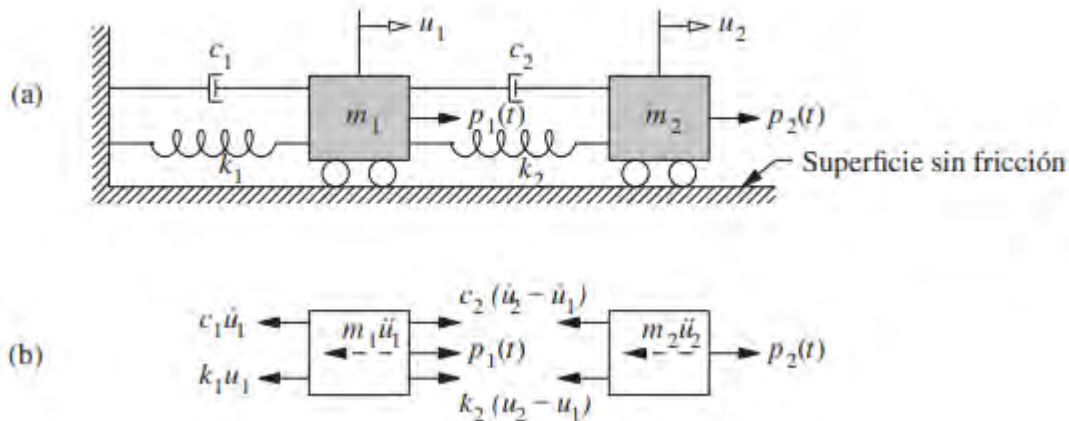 u₁ u₂
c₁ c₂
(a) m₁ p₁(t) m₂ p₂(t)
k₁ k₂ Superficie sin fricción
c₂ (u̇₂ − u̇₁)
c₁u̇₁ m₁ü₁ m₂ü₂
(b) p₁(t) p₂(t)
k₁u₁
k₂ (u₂ − u₁)